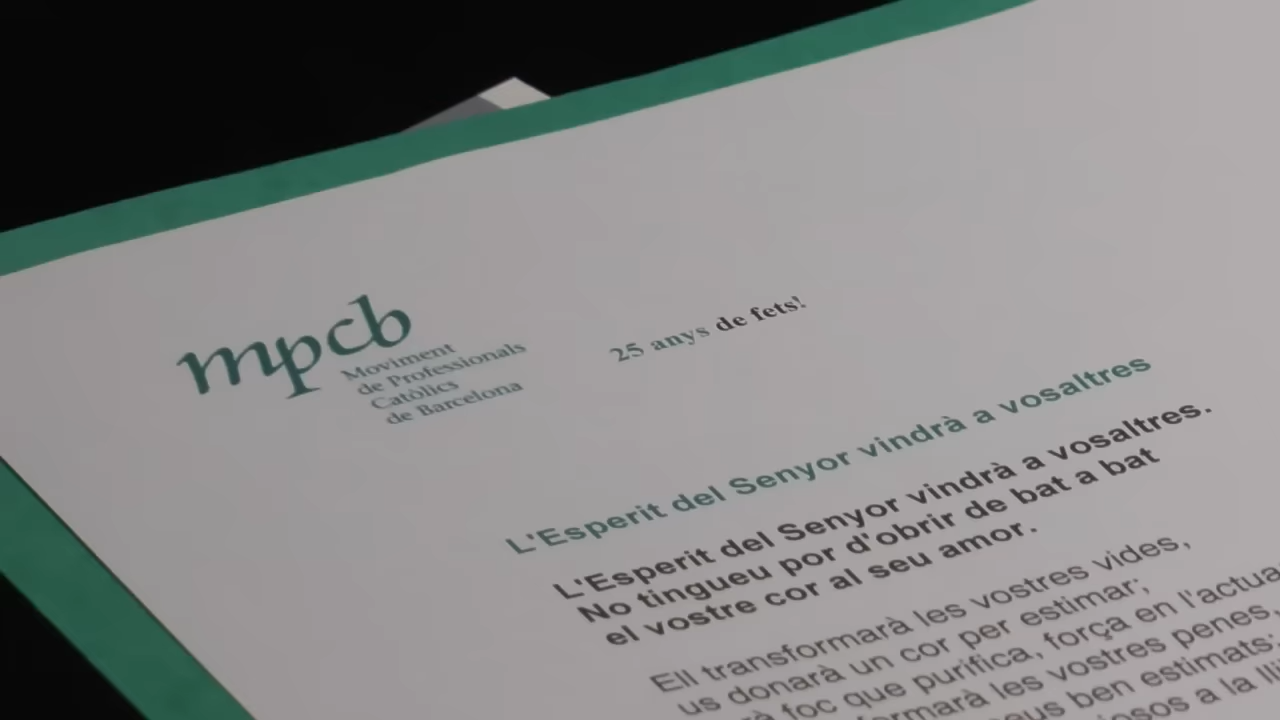 mpcb
Moviment
de Professionals
Catòlics
de Barcelona
25 anys de fets!
L'Esperit del Senyor vindrà a vosaltres
L'Esperit del Senyor vindrà a vosaltres.
No tingueu por d'obrir de bat a bat
el vostre cor al seu amor.
Ell transformarà les vostres vides,
us donarà un cor per estimar;
foc que purifica, força en l'actua
les vostres penes,
ben estimats;
a la